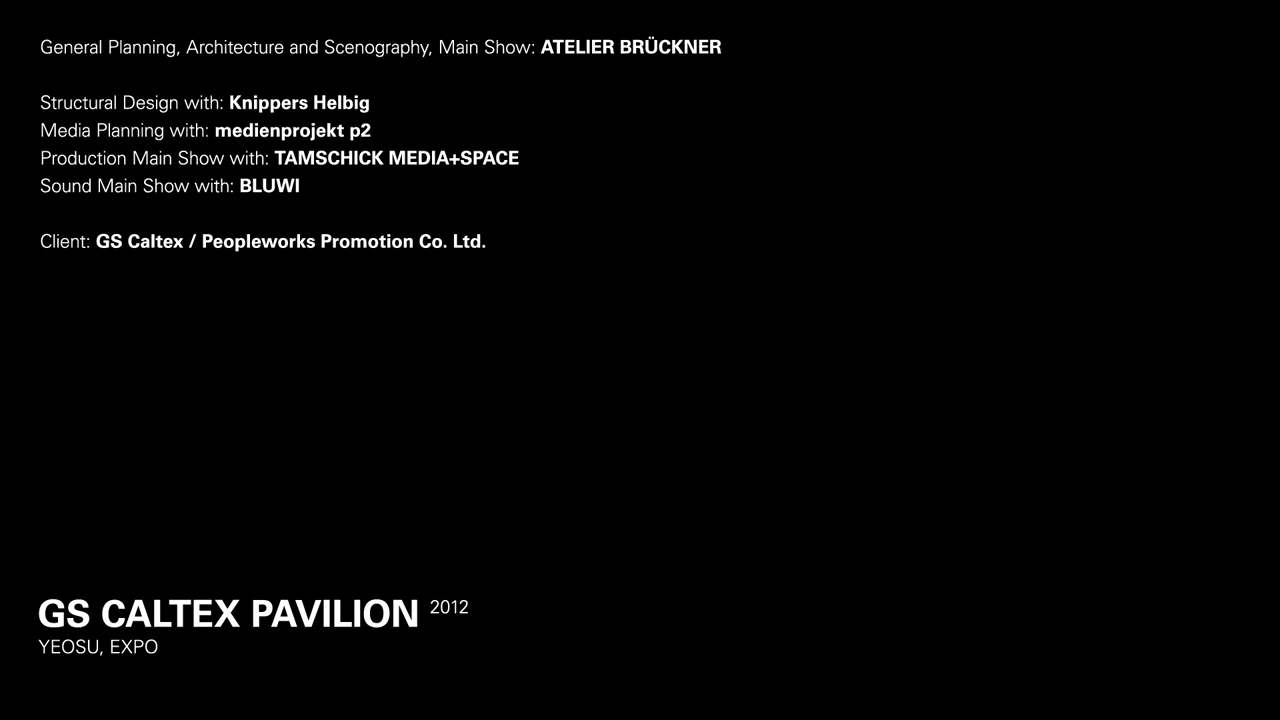 General Planning, Architecture and Scenography, Main Show: ATELIER BRÜCKNER
Structural Design with: Knippers Helbig
Media Planning with: medienprojekt p2
Production Main Show with: TAMSCHICK MEDIA+SPACE
Sound Main Show with: BLUWI
Client: GS Caltex / Peopleworks Promotion Co. Ltd.
GS CALTEX PAVILION 2012
YEOSU, EXPO